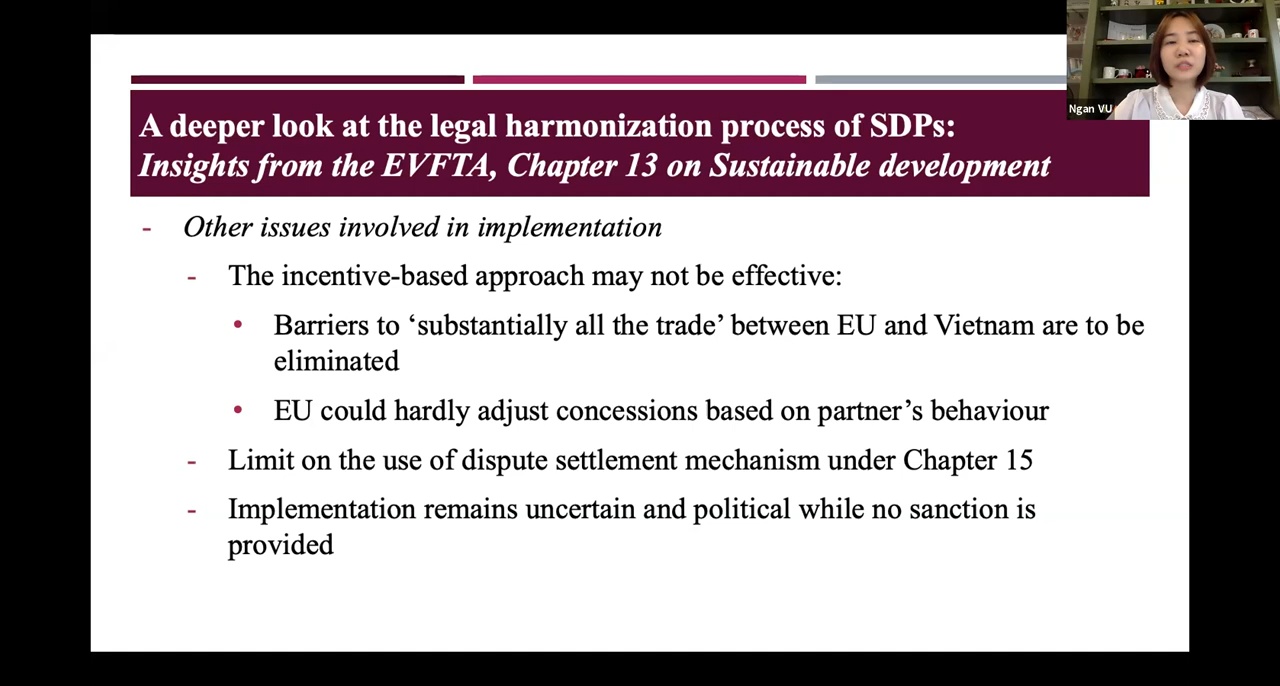 A deeper look at the legal harmonization process of SDPs:
Insights from the EVFTA, Chapter 13 on Sustainable development
Ngan VU
- Other issues involved in implementation
- The incentive-based approach may not be effective:
• Barriers to ‘substantially all the trade’ between EU and Vietnam are to be
eliminated
• EU could hardly adjust concessions based on partner’s behaviour
- Limit on the use of dispute settlement mechanism under Chapter 15
- Implementation remains uncertain and political while no sanction is
provided